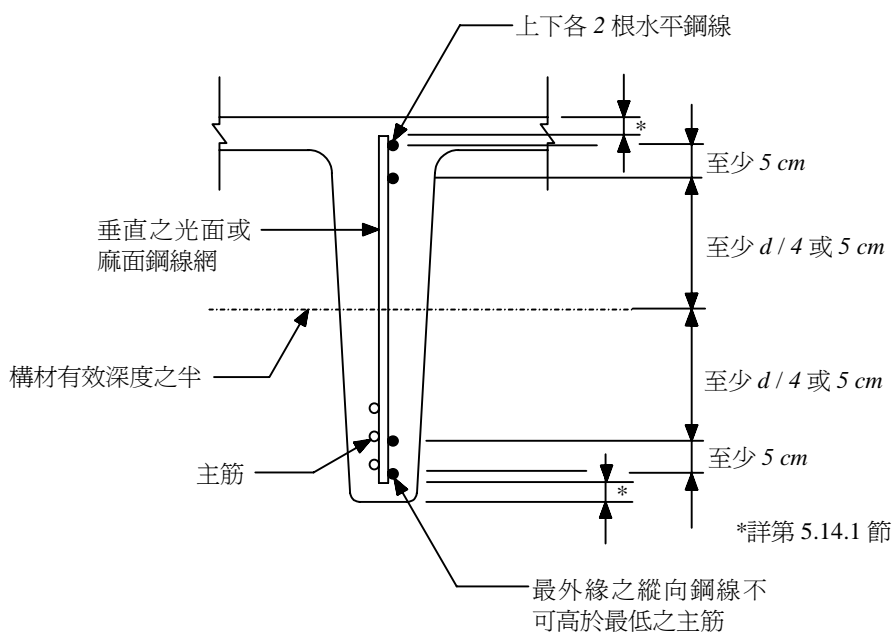 上下各 2 根水平鋼線
*
至少 5 cm
垂直之光面或
麻面鋼線網
至少 d / 4 或 5 cm
構材有效深度之半
至少 d / 4 或 5 cm
主筋
至少 5 cm
*
*詳第 5.14.1 節
最外緣之縱向鋼線不
可高於最低之主筋